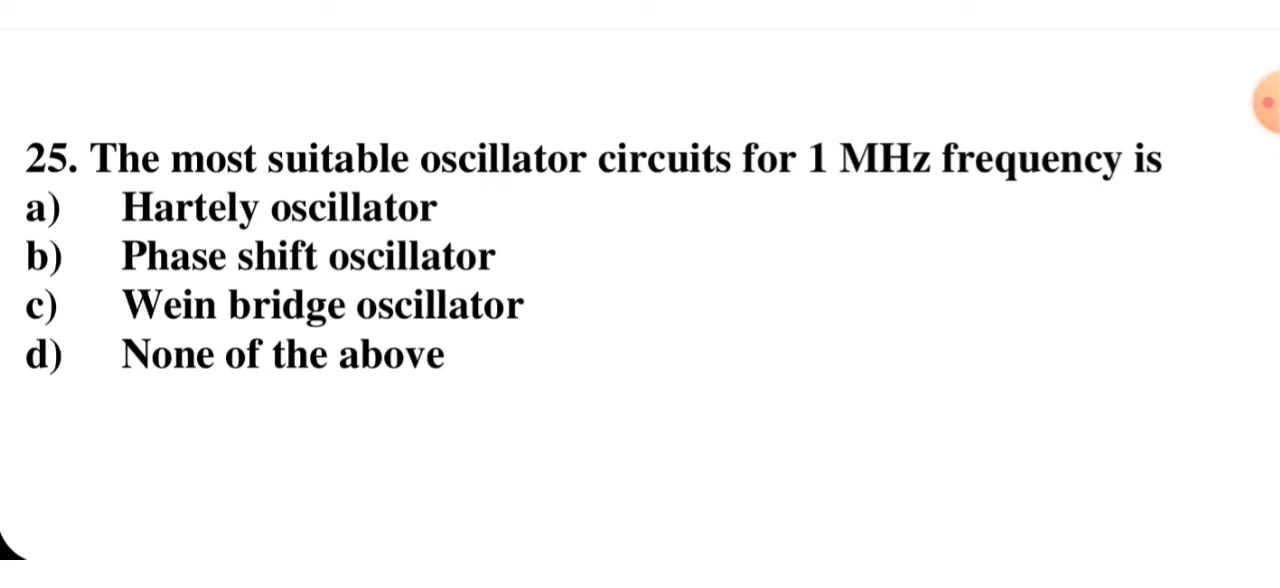 25. The most suitable oscillator circuits for 1 MHz frequency is
a) Hartely oscillator
b) Phase shift oscillator
c) Wein bridge oscillator
d) None of the above